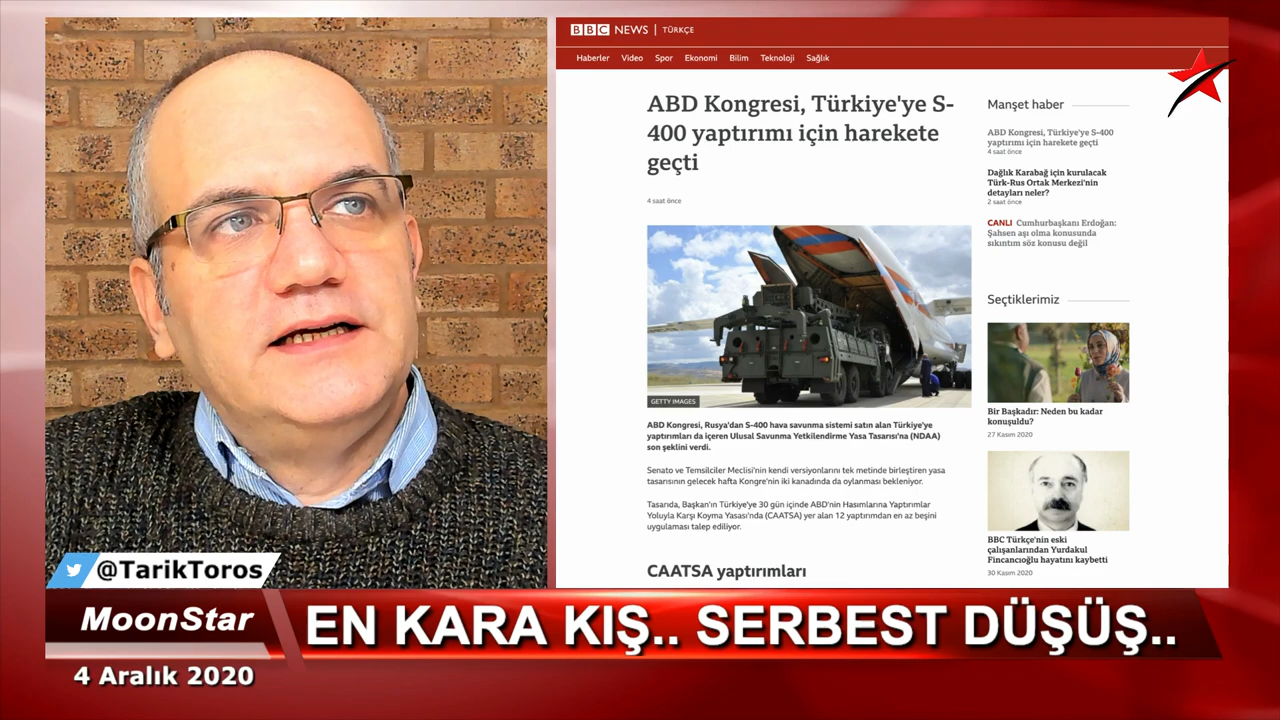 BBC NEWS | TÜRKÇE
Haberler Video Spor Ekonomi Bilim Teknoloji Sağlık
ABD Kongresi, Türkiye'ye S-
400 yaptırımı için harekete
geçti
4 saat önce
GETTY IMAGES
ABD Kongresi, Rusya'dan S-400 hava savunma sistemi satın alan Türkiye'ye
yaptırımları da içeren Ulusal Savunma Yetkilendirme Yasa Tasarısı'na (NDAA)
son şeklini verdi.
Senato ve Temsilciler Meclisi'nin kendi versiyonlarını tek metinde birleştiren yasa
tasarısının gelecek hafta Kongre'nin iki kanadında da oylanması bekleniyor.
Tasarıda, Başkan'ın Türkiye'ye 30 gün içinde ABD'nin Hasımlarına Yaptırımlar
Yoluyla Karşı Koyma Yasası'nda (CAATSA) yer alan 12 yaptırımdan en az beşini
uygulaması talep ediliyor.
CAATSA yaptırımları
Manşet haber
ABD Kongresi, Türkiye'ye S-400
yaptırımı için harekete geçti
4 saat önce
Dağlık Karabağ için kurulacak
Türk-Rus Ortak Merkezi'nin
detayları neler?
2 saat önce
CANLI Cumhurbaşkanı Erdoğan:
Şahsen aşı olma konusunda
sıkıntım söz konusu değil
Seçtiklerimiz
Bir Başkadır: Neden bu kadar
konuşuldu?
27 Kasım 2020
BBC Türkçe'nin eski
çalışanlarından Yurdakul
Fincancıoğlu hayatını kaybetti
30 Kasım 2020
@TarikToros
MoonStar
EN KARA KIŞ.. SERBEST DÜŞÜŞ..
4 Aralık 2020